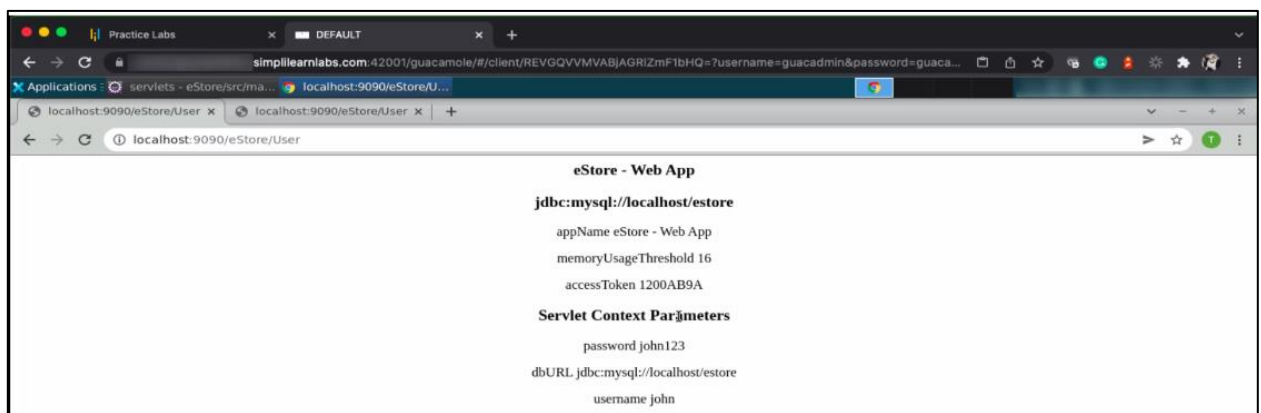 Practice Labs
DEFAULT
simplilearnlabs.com:42001/guacamole/#/client/REVGQVVMVABjAGRlZmF1bHQ=?username=guacadmin&password=guaca...
Applications
servlets - eStore/src/ma...
localhost:9090/eStore/U...
localhost:9090/eStore/User
localhost:9090/eStore/User
localhost:9090/eStore/User
T
eStore - Web App
jdbc:mysql://localhost/estore
appName eStore - Web App
memoryUsageThreshold 16
accessToken 1200AB9A
Servlet Context Parameters
password john123
dbURL jdbc:mysql://localhost/estore
username john